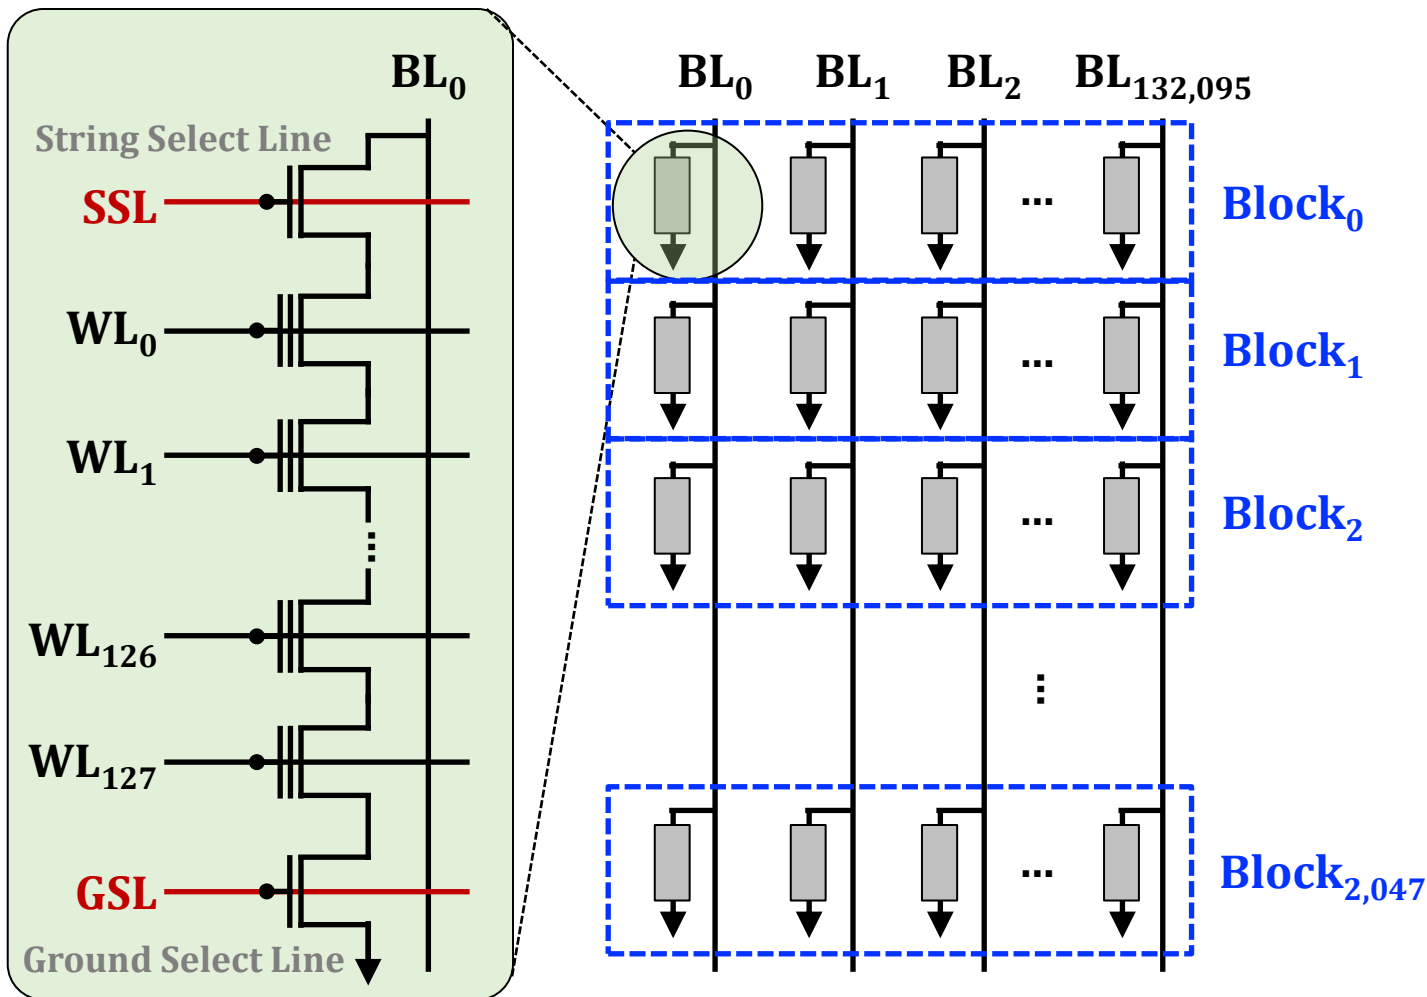 BL₀
String Select Line
SSL
WL₀
WL₁
...
WL₁₂₆
WL₁₂₇
GSL
Ground Select Line
BL₀ BL₁ BL₂ BL₁₃₂,₀₉₅
... Block₀
... Block₁
... Block₂
...
... Block₂,₀₄₇